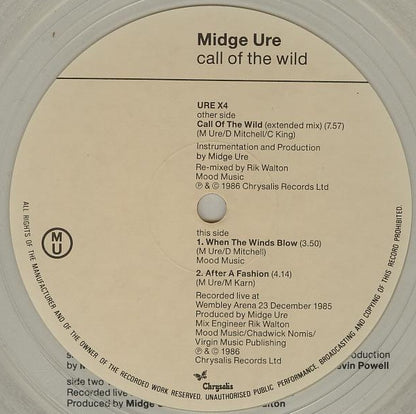 Midge Ure
call of the wild
URE X4
other side
Call Of The Wild (extended mix) (7.57)
(M Ure/D Mitchell/C King)
Instrumentation and Production
by Midge Ure
Re-mixed by Rik Walton
Mood Music
℗ & © 1986 Chrysalis Records Ltd
MU
this side
1. When The Winds Blow (3.50)
(M Ure/D Mitchell)
Mood Music
2. After A Fashion (4.14)
(M Ure/M Karn)
Recorded live at
Wembley Arena 23 December 1985
Produced by Midge Ure
Mix Engineer Rik Walton
Mood Music/Chadwick Nomis/
Virgin Music Publishing
℗ & © 1986
Chrysalis Records Ltd
Chrysalis
ALL RIGHTS OF THE MANUFACTURER AND OF THE OWNER OF THE RECORDED WORK RESERVED. UNAUTHORISED PUBLIC PERFORMANCE, BROADCASTING AND COPYING OF THIS RECORD PROHIBITED.
oduction
evin Powell
side two
Recorded live
Produced by Midge
lton